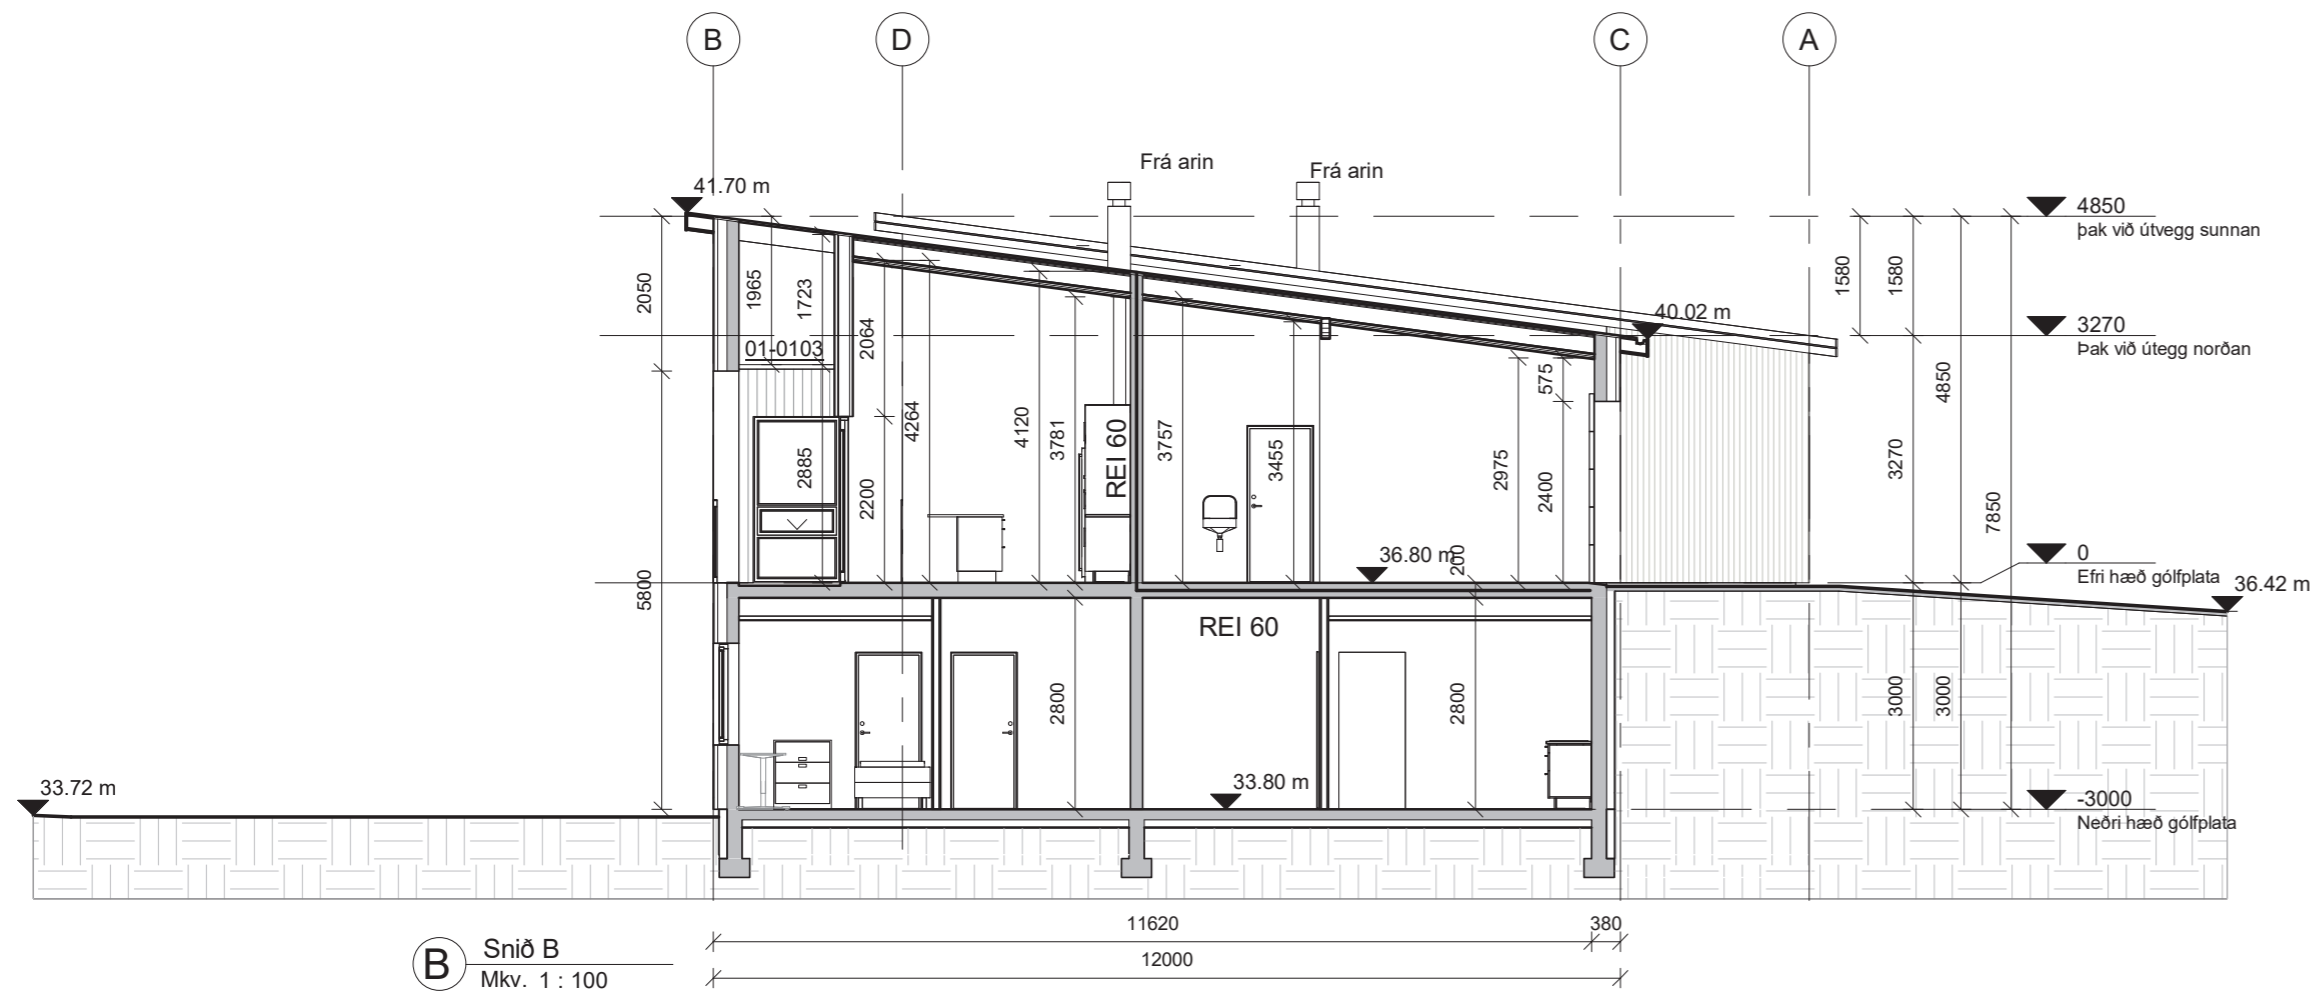 B
D
C
A
Frá arin
Frá arin
41.70 m
4850
þak við útvegg sunnan
2050
1965
1723
2064
1580
1580
40.02 m
3270
Þak við útegg norðan
01-0103
575
4850
4264
4120
3781
REI 60
3757
3455
2975
2400
3270
2885
2200
7850
36.80 m
200
0
Efri hæð gólfplata
36.42 m
5800
REI 60
2800
2800
3000
3000
33.72 m
33.80 m
-3000
Neðri hæð gólfplata
11620
380
12000
B
Snið B
Mkv. 1 : 100